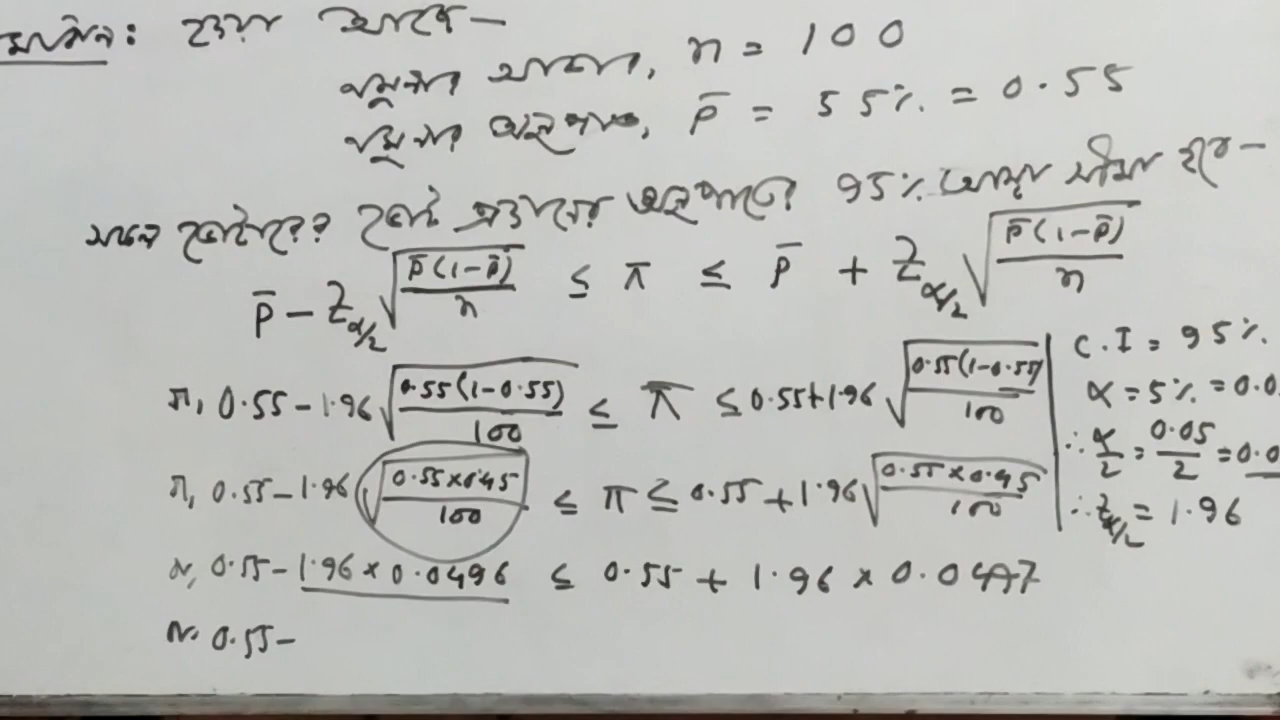 সমাধান: দেওয়া আছে—
নমুনার আকার, n = 100
নমুনার অনুপাত, p̄ = 55% = 0.55
সকল ভোটারের ভোট প্রদানের অনুপাতের 95% আস্থা সীমা হবে—
p̄ − Z_{α/2} √(p̄(1−p̄)/n) ≤ π ≤ p̄ + Z_{α/2} √(p̄(1−p̄)/n)
বা, 0.55 − 1.96 √(0.55(1−0.55)/100) ≤ π ≤ 0.55 + 1.96 √(0.55(1−0.55)/100)
বা, 0.55 − 1.96 √(0.55×0.45/100) ≤ π ≤ 0.55 + 1.96 √(0.55×0.45/100)
বা, 0.55 − 1.96 × 0.0496 ≤ 0.55 + 1.96 × 0.0497
বা, 0.55 −
C.I = 95%
α = 5% = 0.0
∴ α/2 = 0.05/2 = 0.0
∴ Z_{α/2} = 1.96